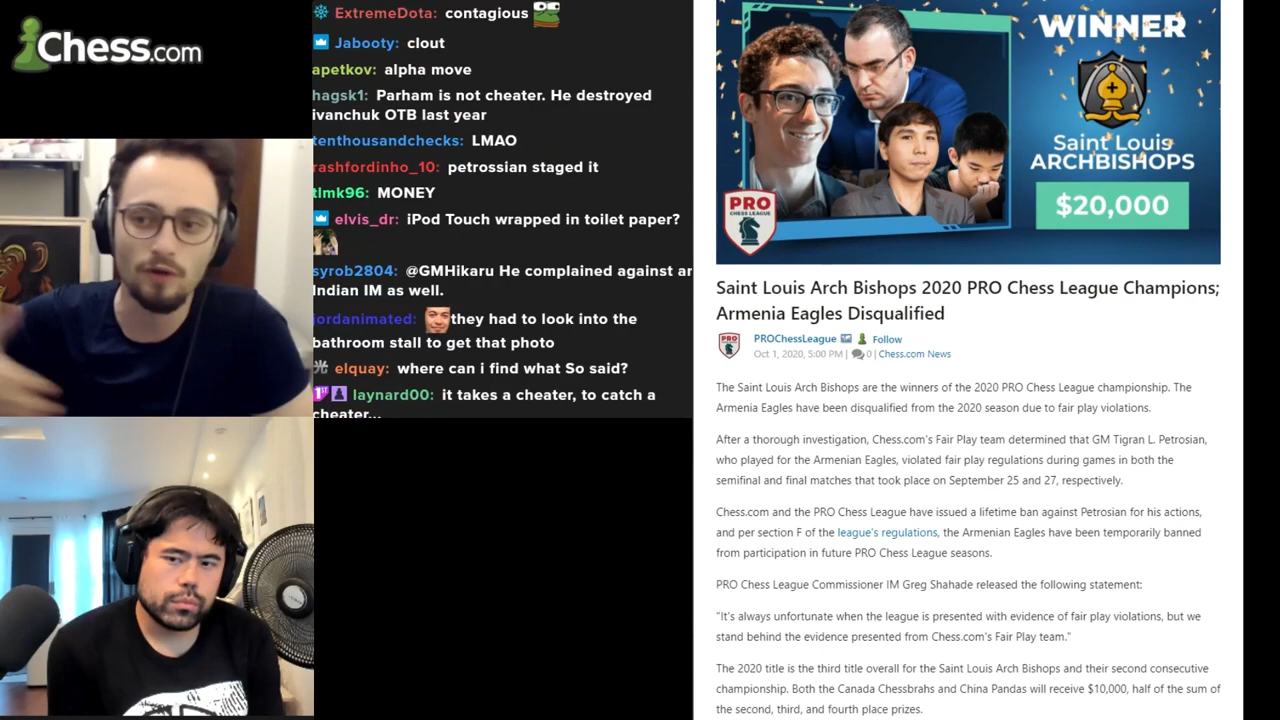 Chess.com
ExtremeDota: contagious
Jabooty: clout
apetkov: alpha move
hagsk1: Parham is not cheater. He destroyed
ivanchuk OTB last year
tenthousandchecks: LMAO
rashfordinho_10: petrossian staged it
tlmk96: MONEY
elvis_dr: iPod Touch wrapped in toilet paper?
syrob2804: @GMHikaru He complained against an
Indian IM as well.
jordanimated: they had to look into the
bathroom stall to get that photo
光 elquay: where can i find what So said?
1ST laynard00: it takes a cheater, to catch a
cheater...
WINNER
Saint Louis
ARCHBISHOPS
$20,000
PRO
CHESS LEAGUE
Saint Louis Arch Bishops 2020 PRO Chess League Champions;
Armenia Eagles Disqualified
PRO
PROChessLeague Follow
Oct 1, 2020, 5:00 PM | 0 | Chess.com News
The Saint Louis Arch Bishops are the winners of the 2020 PRO Chess League championship. The
Armenia Eagles have been disqualified from the 2020 season due to fair play violations.
After a thorough investigation, Chess.com's Fair Play team determined that GM Tigran L. Petrosian,
who played for the Armenian Eagles, violated fair play regulations during games in both the
semifinal and final matches that took place on September 25 and 27, respectively.
Chess.com and the PRO Chess League have issued a lifetime ban against Petrosian for his actions,
and per section F of the league's regulations, the Armenian Eagles have been temporarily banned
from participation in future PRO Chess League seasons.
PRO Chess League Commissioner IM Greg Shahade released the following statement:
"It's always unfortunate when the league is presented with evidence of fair play violations, but we
stand behind the evidence presented from Chess.com's Fair Play team."
The 2020 title is the third title overall for the Saint Louis Arch Bishops and their second consecutive
championship. Both the Canada Chessbrahs and China Pandas will receive $10,000, half of the sum of
the second, third, and fourth place prizes.